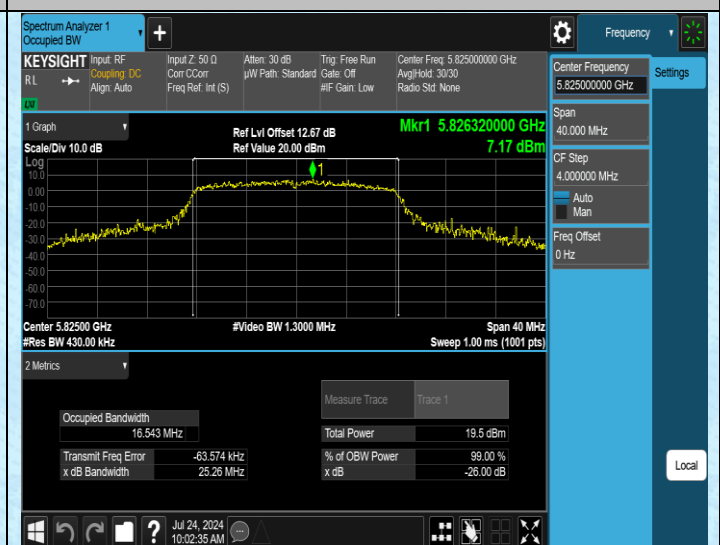 Spectrum Analyzer 1
Occupied BW
Frequency
KEYSIGHT
RL
LXI
Input: RF
Coupling: DC
Align: Auto
Input Z: 50 Ω
Corr CCorr
Freq Ref: Int (S)
Atten: 30 dB
µW Path: Standard
Trig: Free Run
Gate: Off
#IF Gain: Low
Center Freq: 5.825000000 GHz
Avg|Hold: 30/30
Radio Std: None
Center Frequency
5.825000000 GHz
Settings
Span
40.000 MHz
CF Step
4.000000 MHz
Auto
Man
Freq Offset
0 Hz
1 Graph
Scale/Div 10.0 dB
Ref Lvl Offset 12.67 dB
Ref Value 20.00 dBm
Mkr1 5.826320000 GHz
7.17 dBm
Log
10.0
0.00
-10.0
-20.0
-30.0
-40.0
-50.0
-60.0
-70.0
1
Center 5.82500 GHz
#Video BW 1.3000 MHz
Span 40 MHz
#Res BW 430.00 kHz
Sweep 1.00 ms (1001 pts)
2 Metrics
Measure Trace
Trace 1
Occupied Bandwidth
16.543 MHz
Total Power
19.5 dBm
Transmit Freq Error
-63.574 kHz
% of OBW Power
99.00 %
x dB Bandwidth
25.26 MHz
x dB
-26.00 dB
Local
?
Jul 24, 2024
10:02:35 AM